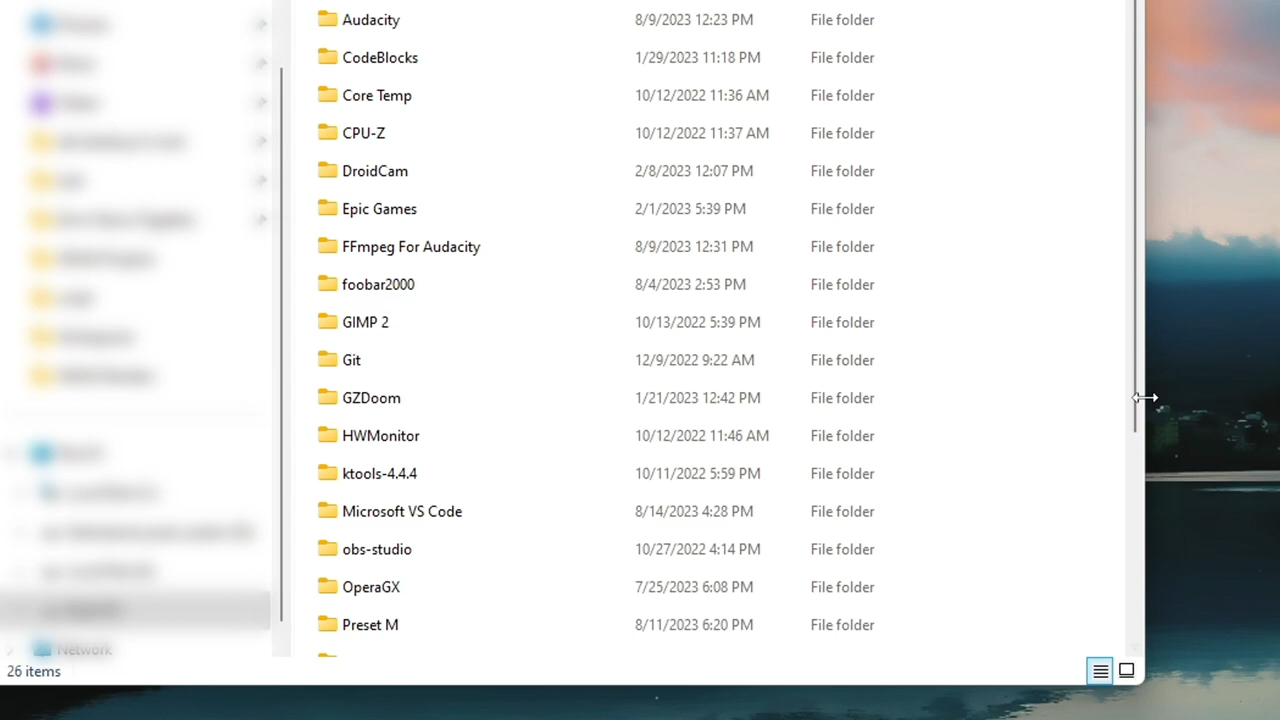 Audacity 8/9/2023 12:23 PM File folder
CodeBlocks 1/29/2023 11:18 PM File folder
Core Temp 10/12/2022 11:36 AM File folder
CPU-Z 10/12/2022 11:37 AM File folder
DroidCam 2/8/2023 12:07 PM File folder
Epic Games 2/1/2023 5:39 PM File folder
FFmpeg For Audacity 8/9/2023 12:31 PM File folder
foobar2000 8/4/2023 2:53 PM File folder
GIMP 2 10/13/2022 5:39 PM File folder
Git 12/9/2022 9:22 AM File folder
GZDoom 1/21/2023 12:42 PM File folder
HWMonitor 10/12/2022 11:46 AM File folder
ktools-4.4.4 10/11/2022 5:59 PM File folder
Microsoft VS Code 8/14/2023 4:28 PM File folder
obs-studio 10/27/2022 4:14 PM File folder
OperaGX 7/25/2023 6:08 PM File folder
Preset M 8/11/2023 6:20 PM File folder
Network
26 items